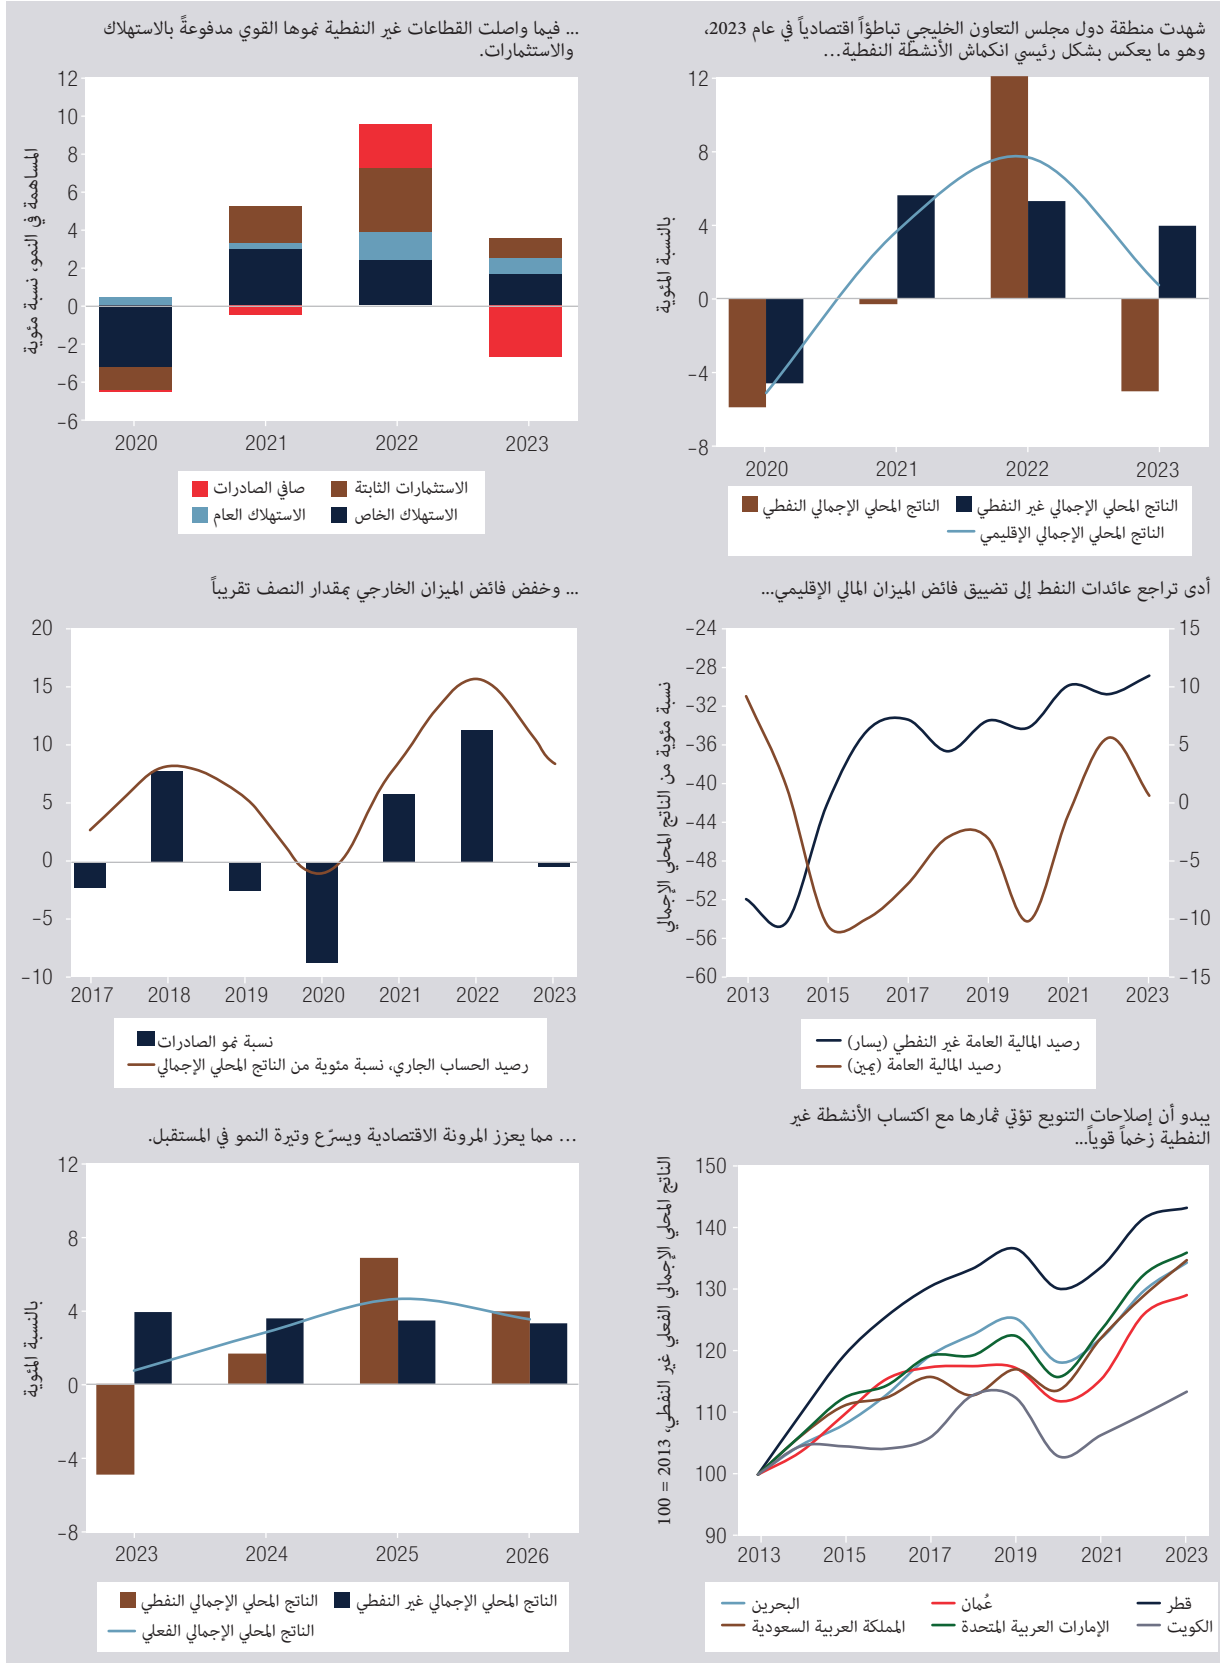 شهدت منطقة دول مجلس التعاون الخليجي تباطؤاً اقتصادياً في عام 2023،
وهو ما يعكس بشكل رئيسي انكماش الأنشطة النفطية...
12
8
4
0
-4
-8
بالنسبة المئوية
2020 2021 2022 2023
الناتج المحلي الإجمالي غير النفطي
الناتج المحلي الإجمالي النفطي
الناتج المحلي الإجمالي الإقليمي
... فيما واصلت القطاعات غير النفطية نموها القوي مدفوعةً بالاستهلاك
والاستثمارات.
12
10
8
6
4
2
0
-2
-6
-6
المساهمة في النمو، نسبة مئوية
2020 2021 2022 2023
الاستثمارات الثابتة
صافي الصادرات
الاستهلاك الخاص
الاستهلاك العام
أدى تراجع عائدات النفط إلى تضييق فائض الميزان المالي الإقليمي...
-24
-28
-32
-36
-40
-44
-48
-52
-56
-60
نسبة مئوية من الناتج المحلي الإجمالي
15
10
5
0
-5
-10
-15
2013 2015 2017 2019 2021 2023
رصيد المالية العامة غير النفطي (يسار)
رصيد المالية العامة (يمين)
... وخفض فائض الميزان الخارجي بمقدار النصف تقريباً
20
15
10
5
0
-5
-10
2017 2018 2019 2020 2021 2022 2023
نسبة نمو الصادرات
رصيد الحساب الجاري، نسبة مئوية من الناتج المحلي الإجمالي
يبدو أن إصلاحات التنويع تؤتي ثمارها مع اكتساب الأنشطة غير
النفطية زخماً قوياً...
150
140
130
120
110
100
90
الناتج المحلي الإجمالي الفعلي غير النفطي، 2013 = 100
2013 2015 2017 2019 2021 2023
قطر
عُمان
البحرين
الكويت
الإمارات العربية المتحدة
المملكة العربية السعودية
... مما يعزز المرونة الاقتصادية ويسرّع وتيرة النمو في المستقبل.
12
8
4
0
-4
-8
بالنسبة المئوية
2023 2024 2025 2026
الناتج المحلي الإجمالي غير النفطي
الناتج المحلي الإجمالي النفطي
الناتج المحلي الإجمالي الفعلي